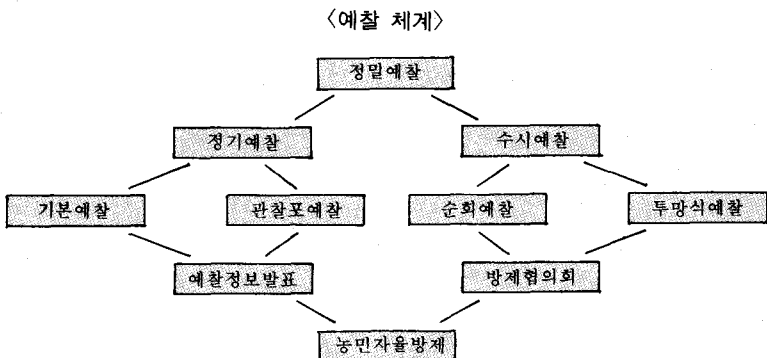 〈예찰 체계〉
정밀예찰
정기예찰 수시예찰
기본예찰 관찰포예찰 순회예찰 투망식예찰
예찰정보발표 방제협의회
농민자율방제